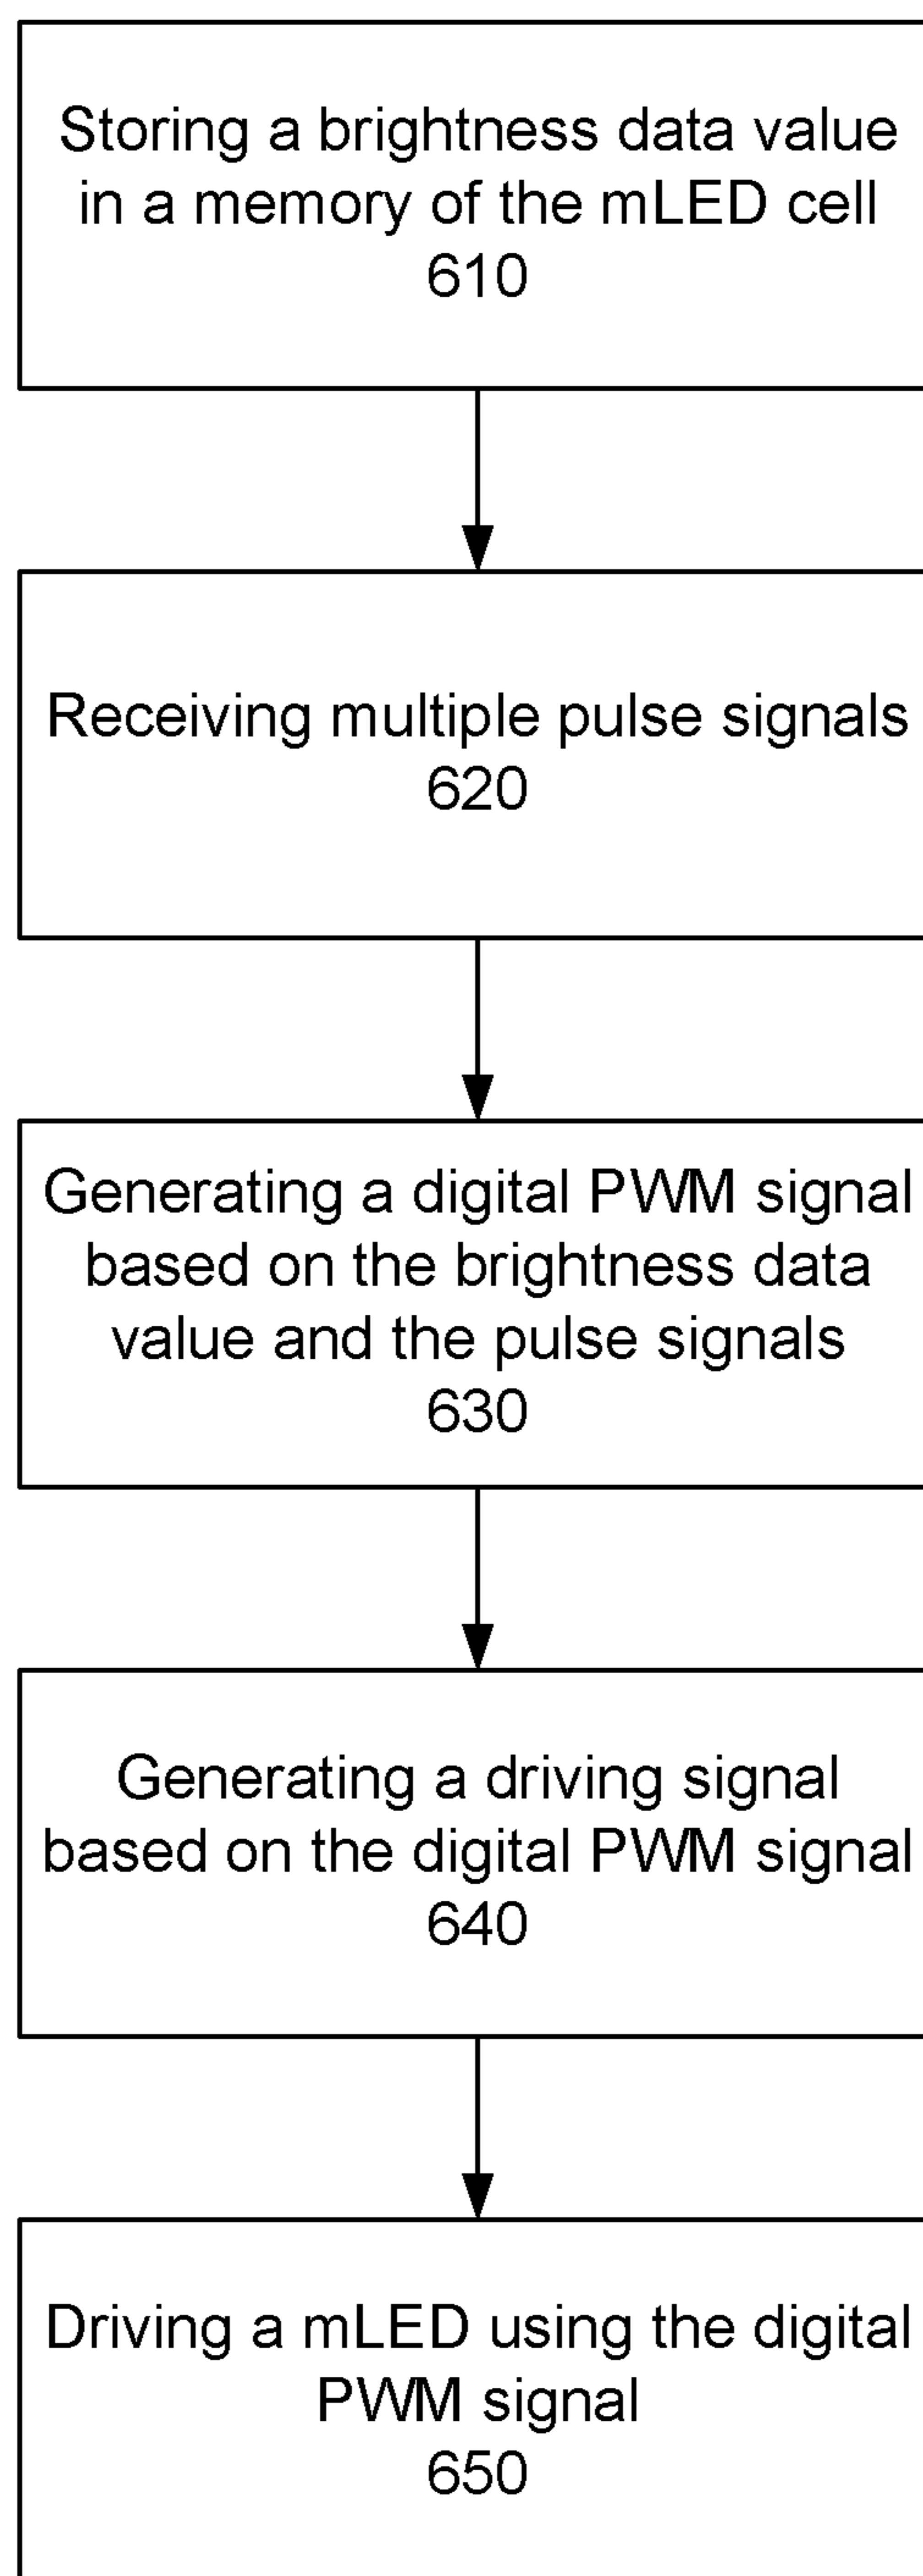 Storing a brightness data value
in a memory of the mLED cell
610
Receiving multiple pulse signals
620
Generating a digital PWM signal
based on the brightness data
value and the pulse signals
630
Generating a driving signal
based on the digital PWM signal
640
Driving a mLED using the digital
PWM signal
650